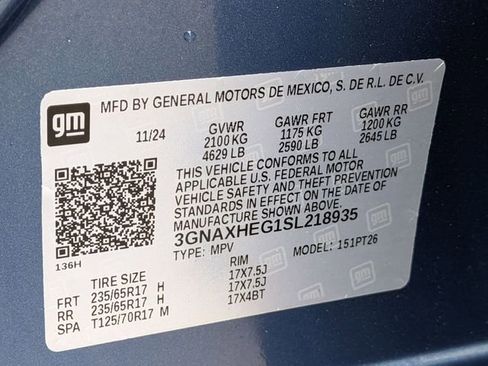 gm
MFD BY GENERAL MOTORS DE MEXICO, S. DE R.L. DE C.V.
11/24 GVWR GAWR FRT GAWR RR
2100 KG 1175 KG 1200 KG
4629 LB 2590 LB 2645 LB
THIS VEHICLE CONFORMS TO ALL
APPLICABLE U.S. FEDERAL MOTOR
VEHICLE SAFETY AND THEFT PREVENTION
STANDARDS IN EFFECT ON THE DATE OF
MANUFACTURE SHOWN ABOVE.
3GNAXHEG1SL218935
TYPE: MPV MODEL: 151PT26
136H
TIRE SIZE RIM
FRT 235/65R17 H 17X7.5J
RR 235/65R17 H 17X7.5J
SPA T125/70R17 M 17X4BT